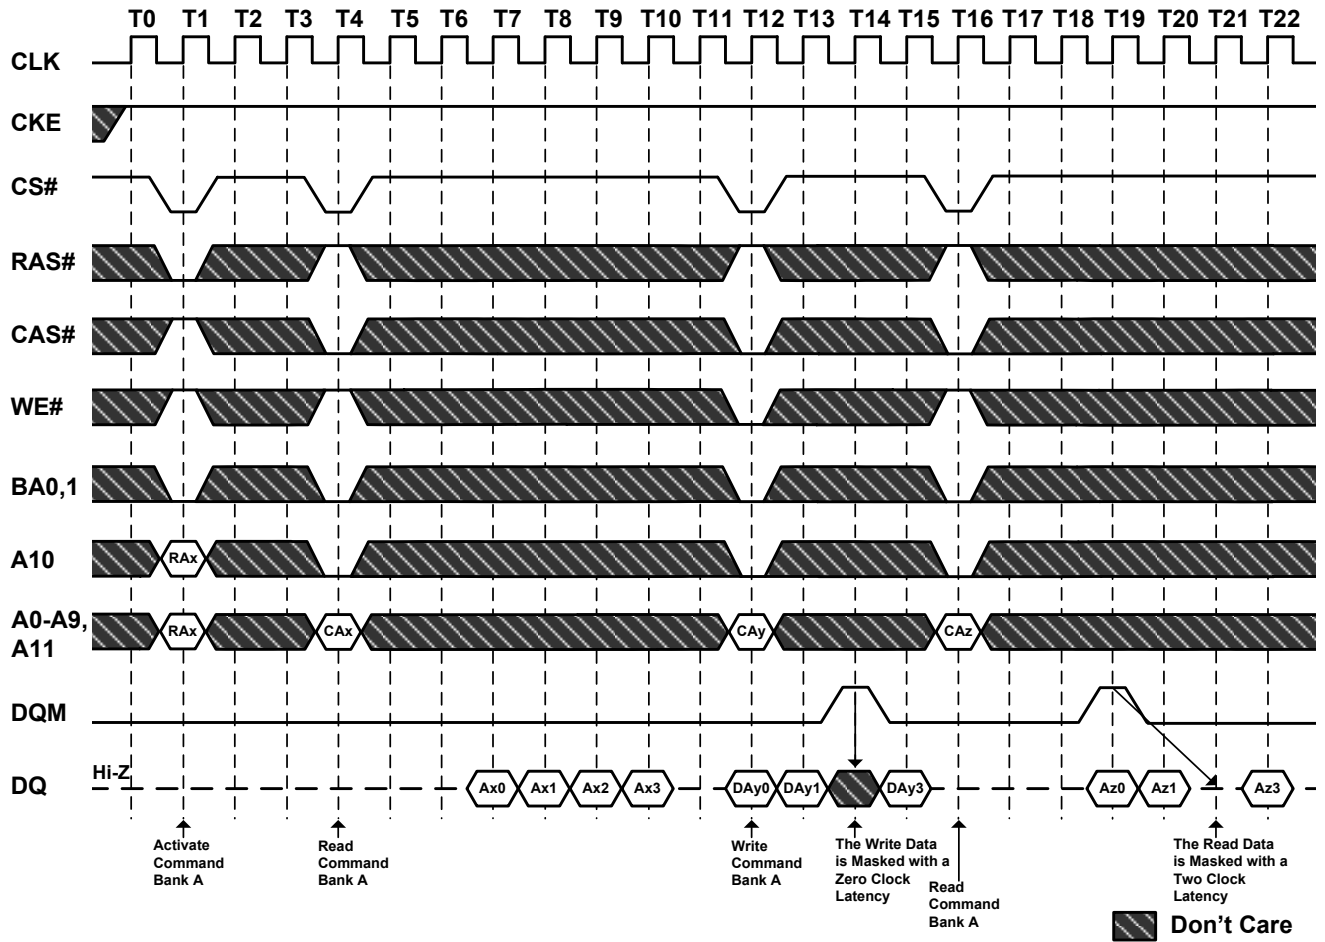 T0 T1 T2 T3 T4 T5 T6 T7 T8 T9 T10 T11 T12 T13 T14 T15 T16 T17 T18 T19 T20 T21 T22
CLK
CKE
CS#
RAS#
CAS#
WE#
BA0,1
A10
RAx
A0-A9,
A11
RAx CAx CAy CAz
DQM
Hi-Z
DQ
Ax0 Ax1 Ax2 Ax3 DAy0 DAy1 DAy3 Az0 Az1 Az3
Activate
Command
Bank A
Read
Command
Bank A
Write
Command
Bank A
The Write Data
is Masked with a
Zero Clock
Latency
Read
Command
Bank A
The Read Data
is Masked with a
Two Clock
Latency
Don't Care